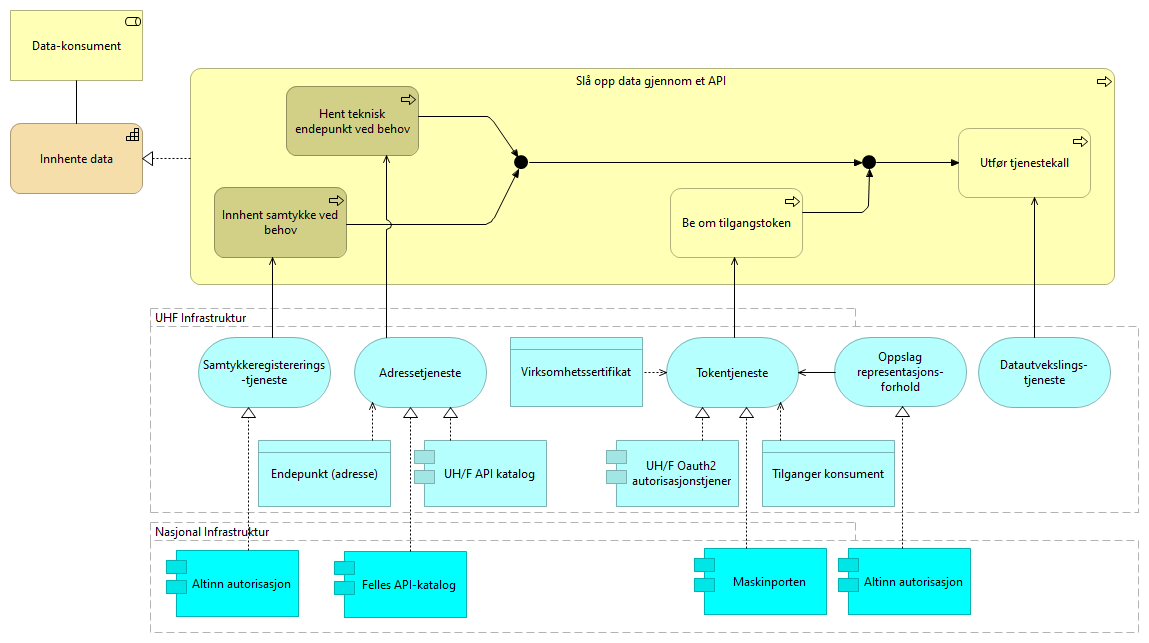 Data-konsument
Slå opp data gjennom et API
Hent teknisk
endepunkt ved behov
Innhente data
Utfør tjenestekall
Innhent samtykke ved
behov
Be om tilgangstoken
UHF Infrastruktur
Samtykkeregistererings
-tjeneste
Adressetjeneste
Virksomhetssertifikat
Tokentjeneste
Oppslag
representasjons-
forhold
Datautvekslings-
tjeneste
Endepunkt (adresse)
UH/F API katalog
UH/F Oauth2
autorisasjonstjener
Tilganger konsument
Nasjonal Infrastruktur
Altinn autorisasjon
Felles API-katalog
Maskinporten
Altinn autorisasjon